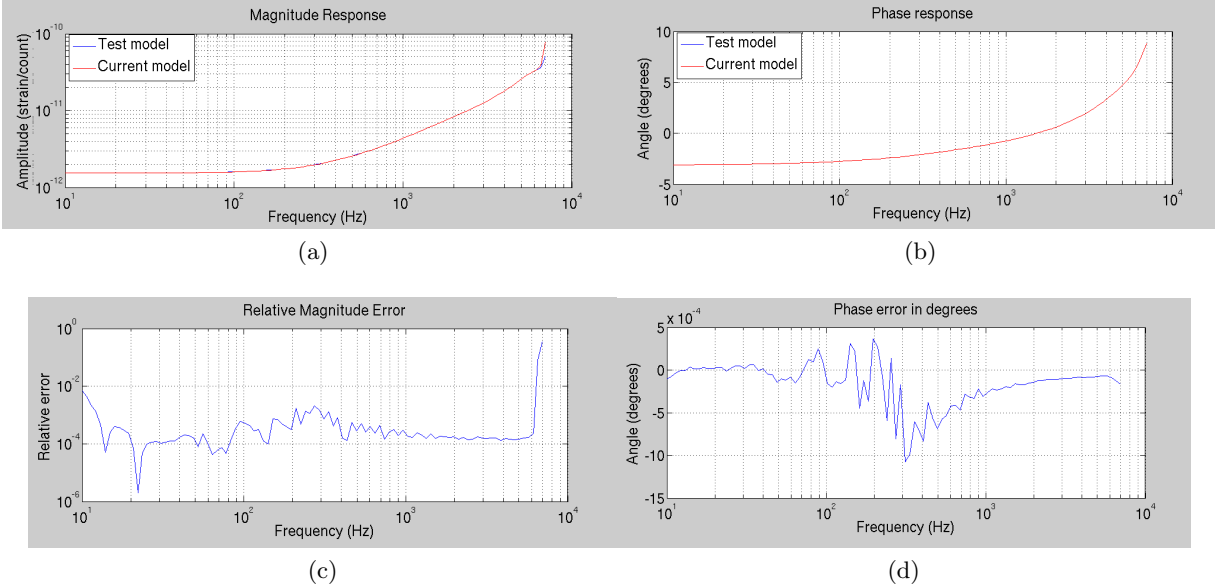 Magnitude Response
Amplitude (strain/count)
10^-10
10^-11
10^-12
Test model
Current model
10^1
10^2
10^3
10^4
Frequency (Hz)
(a)
Phase response
Angle (degrees)
10
5
0
-5
Test model
Current model
10^1
10^2
10^3
10^4
Frequency (Hz)
(b)
Relative Magnitude Error
Relative error
10^0
10^-2
10^-4
10^-6
10^1
10^2
10^3
10^4
Frequency (Hz)
(c)
Phase error in degrees
x 10^-4
Angle (degrees)
5
0
-5
-10
-15
10^1
10^2
10^3
10^4
Frequency (Hz)
(d)